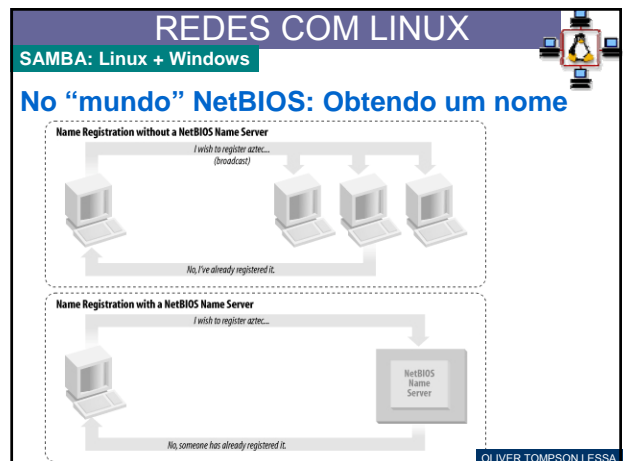 REDES COM LINUX
SAMBA: Linux + Windows
No “mundo” NetBIOS: Obtendo um nome
Name Registration without a NetBIOS Name Server
I wish to register aztec...
(broadcast)
No, I've already registered it.
Name Registration with a NetBIOS Name Server
I wish to register aztec...
NetBIOS
Name
Server
No, someone has already registered it.
OLIVER TOMPSON LESSA